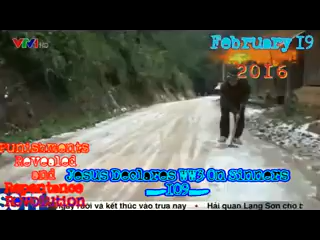 VTV1 HD
February 19
2016
Punishments
Revealed
and
Repentance
Revolution
Jesus Declares WW3 On Sinners
109
rồi và kết thúc vào trưa nay • Hải quan Lạng Sơn cho b